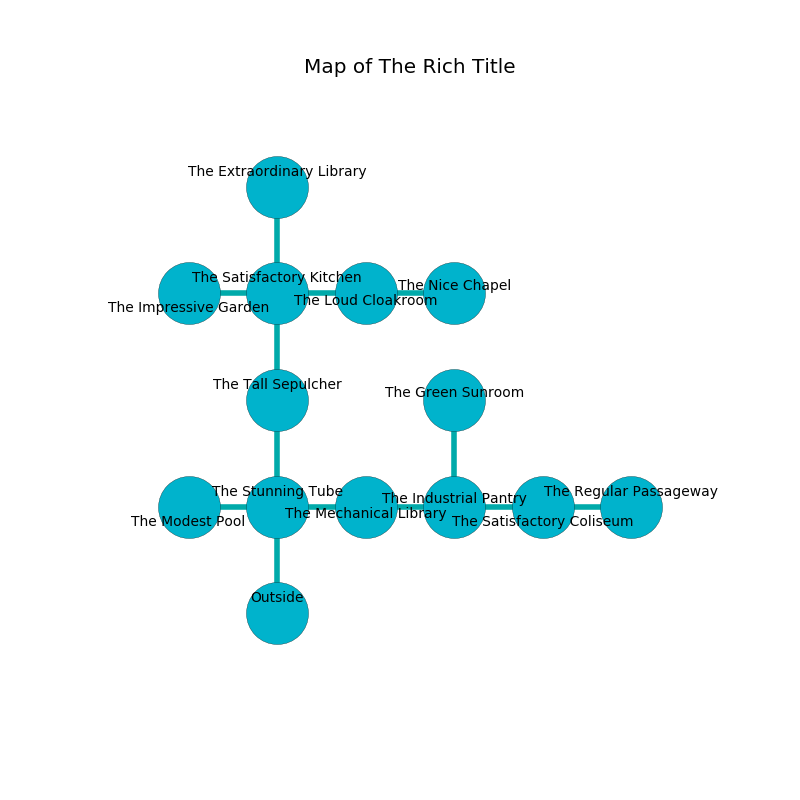 Map of The Rich Title
The Extraordinary Library
The Satisfactory Kitchen
The Nice Chapel
The Loud Cloakroom
The Impressive Garden
The Tall Sepulcher
The Green Sunroom
The Stunning Tube
The Regular Passageway
The Industrial Pantry
The Mechanical Library
The Modest Pool
The Satisfactory Coliseum
Outside